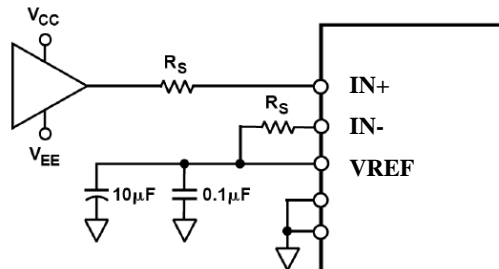 VCC
RS
IN+
RS
IN-
VEE
VREF
10μF
0.1μF